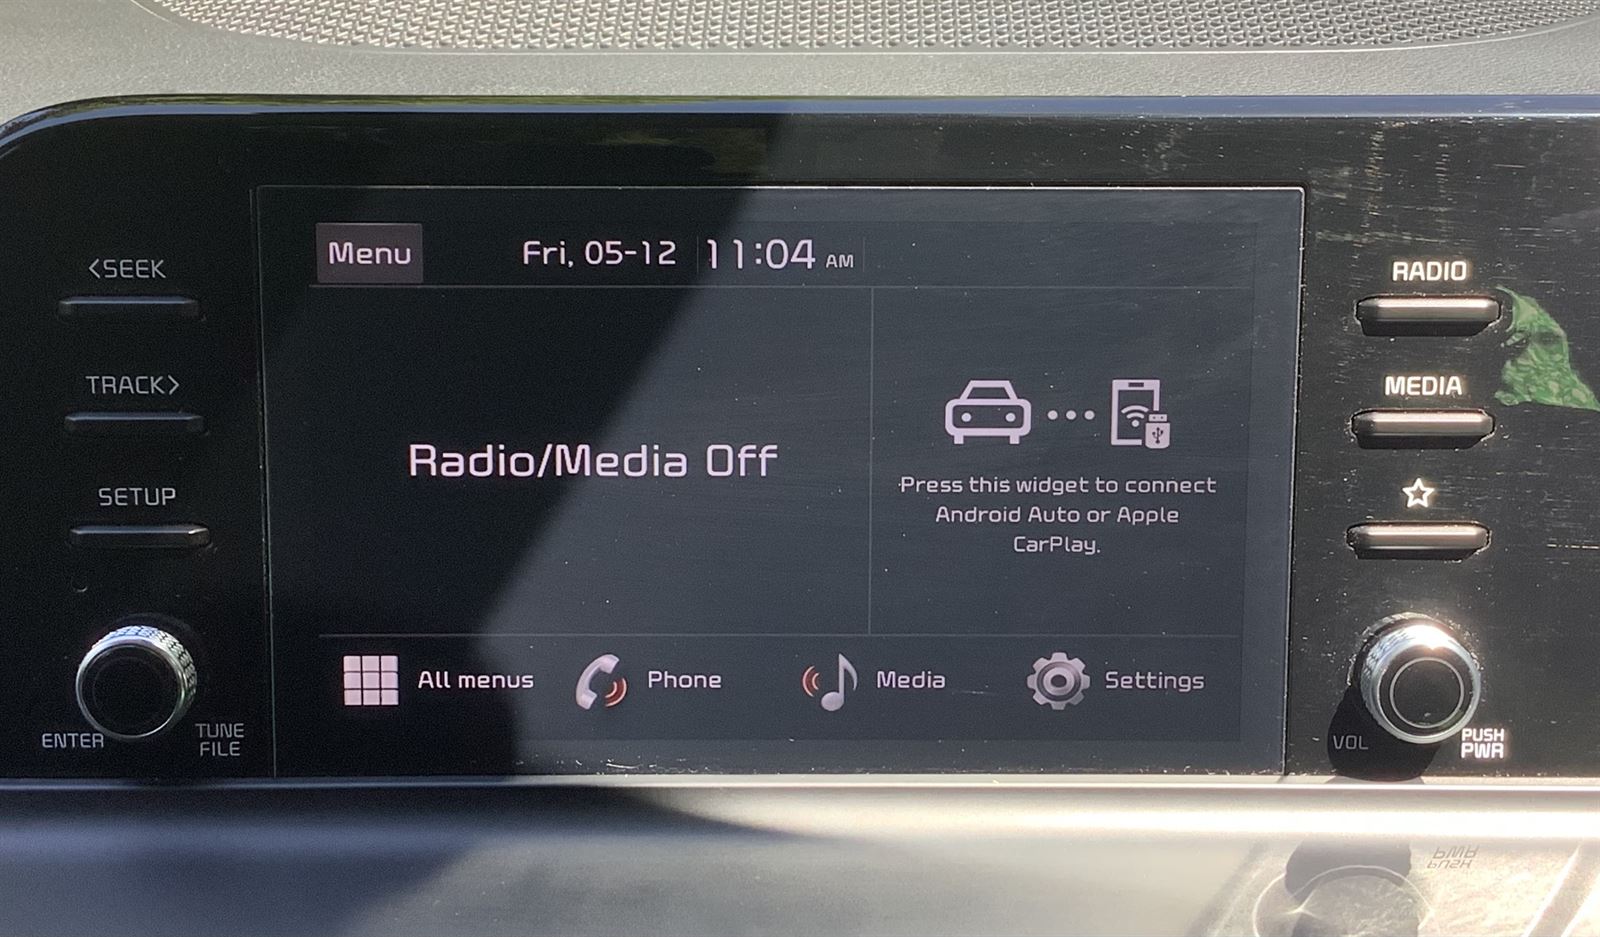 <SEEK
TRACK>
SETUP
ENTER
TUNE
FILE
Menu
Fri, 05-12
11:04 AM
Radio/Media Off
Press this widget to connect
Android Auto or Apple
CarPlay.
All menus
Phone
Media
Settings
RADIO
MEDIA
VOL
PUSH
PWR